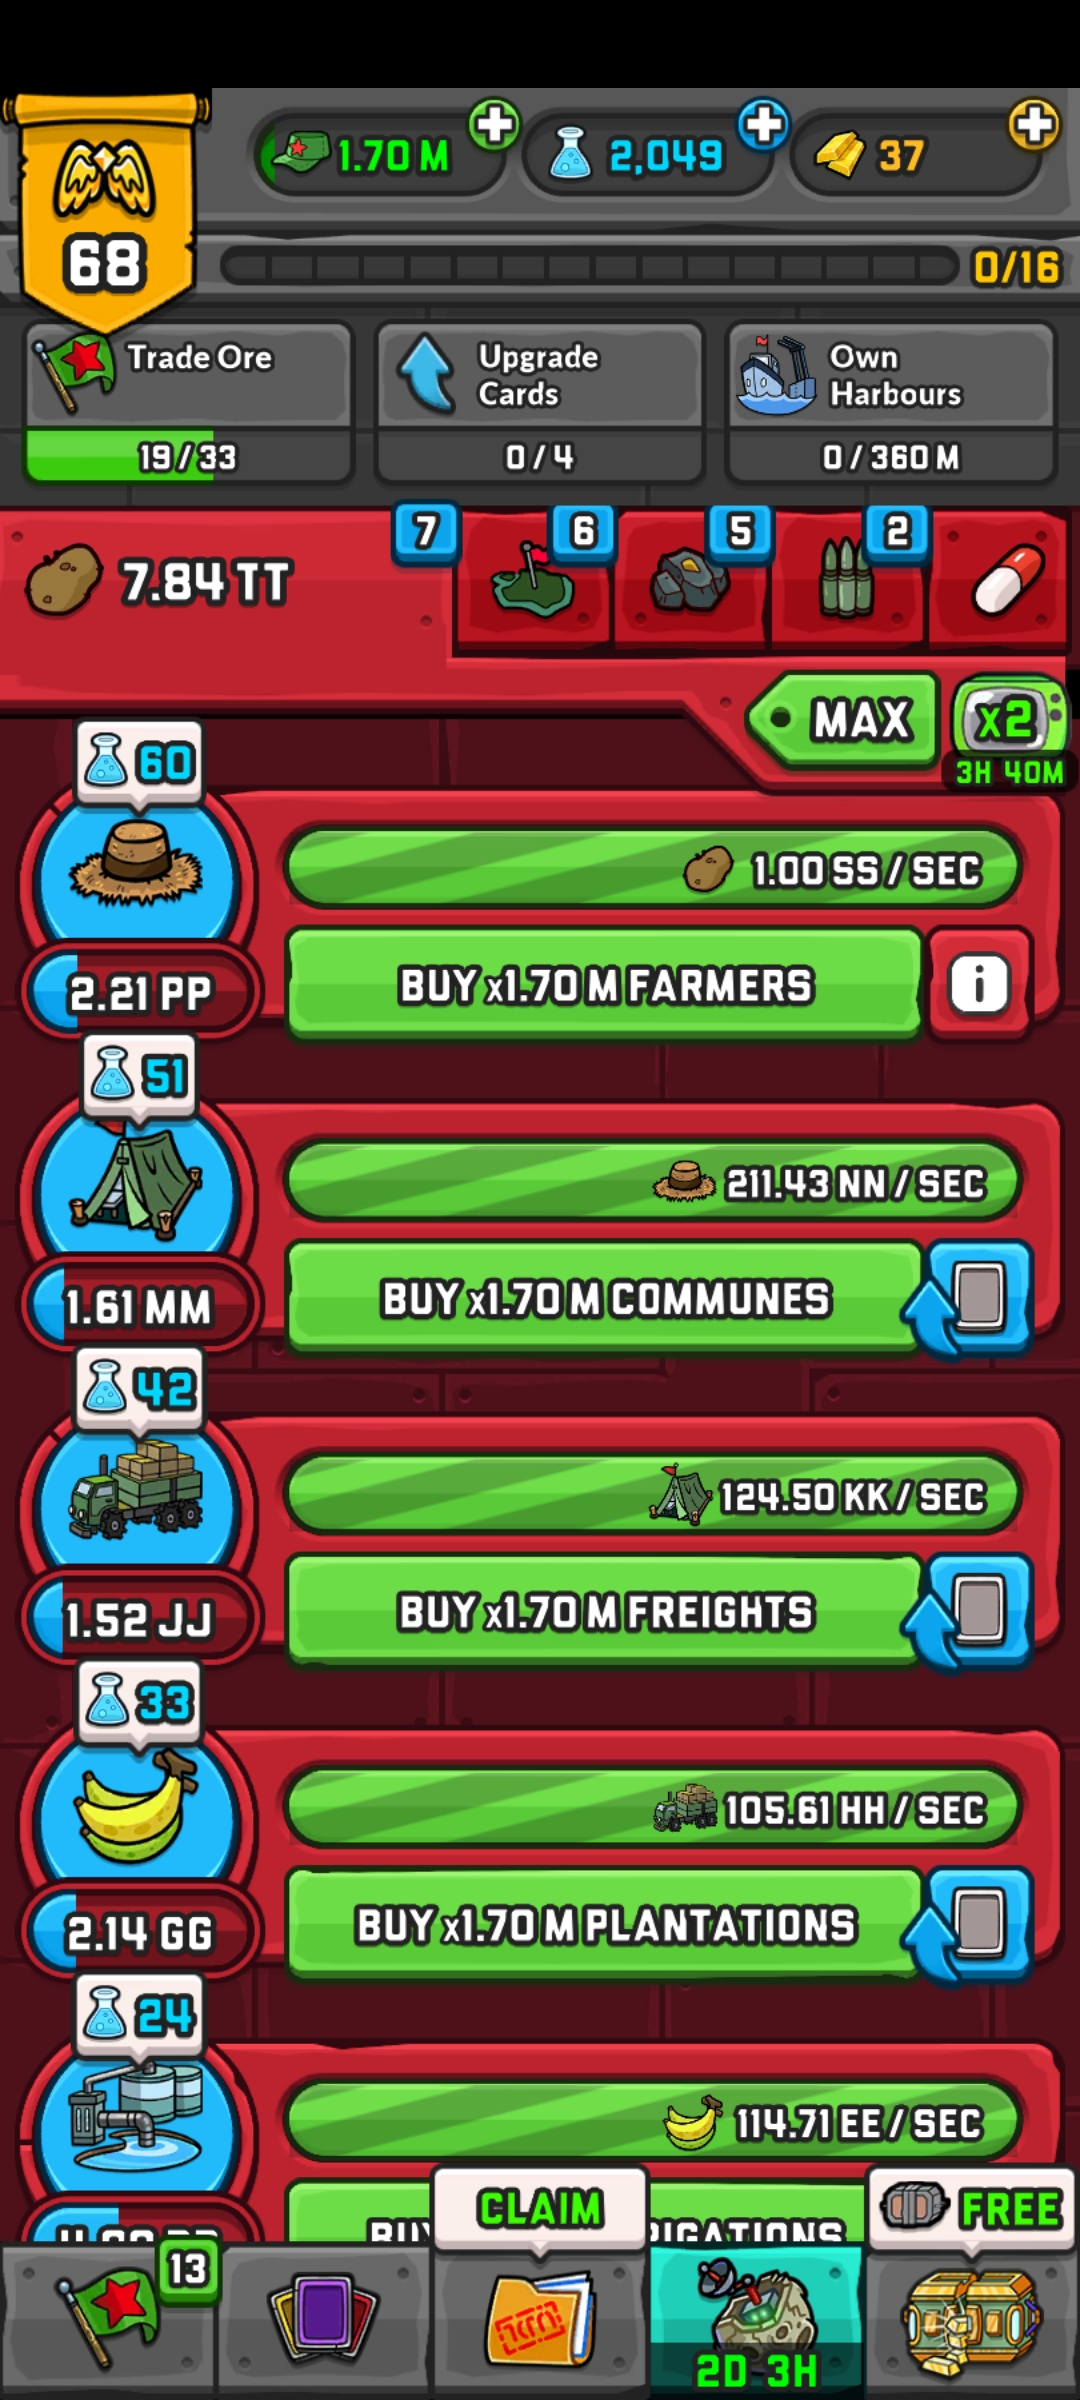 1.70 M
2,049
37
68
0/16
Trade Ore
19/33
Upgrade
Cards
0/4
Own
Harbours
0/360 M
7.84 TT
7
6
5
2
MAX
x2
3H 40M
60
1.00 SS / SEC
2.21 PP
BUY x1.70 M FARMERS
i
51
211.43 NN / SEC
1.61 MM
BUY x1.70 M COMMUNES
42
124.50 KK / SEC
1.52 JJ
BUY x1.70 M FREIGHTS
33
105.61 HH / SEC
2.14 GG
BUY x1.70 M PLANTATIONS
24
114.71 EE / SEC
BUY
CLAIM
FREE
13
2D 3H